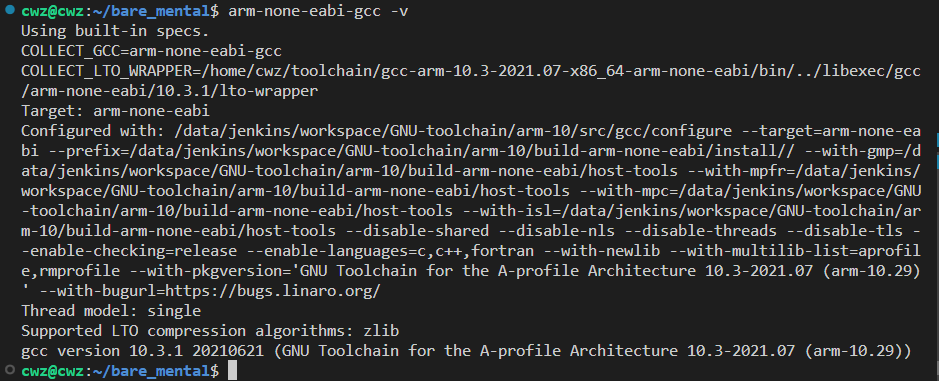 cwz@cwz:~/bare_mental$ arm-none-eabi-gcc -v
Using built-in specs.
COLLECT_GCC=arm-none-eabi-gcc
COLLECT_LTO_WRAPPER=/home/cwz/toolchain/gcc-arm-10.3-2021.07-x86_64-arm-none-eabi/bin/../libexec/gcc
/arm-none-eabi/10.3.1/lto-wrapper
Target: arm-none-eabi
Configured with: /data/jenkins/workspace/GNU-toolchain/arm-10/src/gcc/configure --target=arm-none-ea
bi --prefix=/data/jenkins/workspace/GNU-toolchain/arm-10/build-arm-none-eabi/install// --with-gmp=/d
ata/jenkins/workspace/GNU-toolchain/arm-10/build-arm-none-eabi/host-tools --with-mpfr=/data/jenkins/
workspace/GNU-toolchain/arm-10/build-arm-none-eabi/host-tools --with-mpc=/data/jenkins/workspace/GNU
-toolchain/arm-10/build-arm-none-eabi/host-tools --with-isl=/data/jenkins/workspace/GNU-toolchain/ar
m-10/build-arm-none-eabi/host-tools --disable-shared --disable-nls --disable-threads --disable-tls -
-enable-checking=release --enable-languages=c,c++,fortran --with-newlib --with-multilib-list=aprofil
e,rmprofile --with-pkgversion='GNU Toolchain for the A-profile Architecture 10.3-2021.07 (arm-10.29)
' --with-bugurl=https://bugs.linaro.org/
Thread model: single
Supported LTO compression algorithms: zlib
gcc version 10.3.1 20210621 (GNU Toolchain for the A-profile Architecture 10.3-2021.07 (arm-10.29))
cwz@cwz:~/bare_mental$